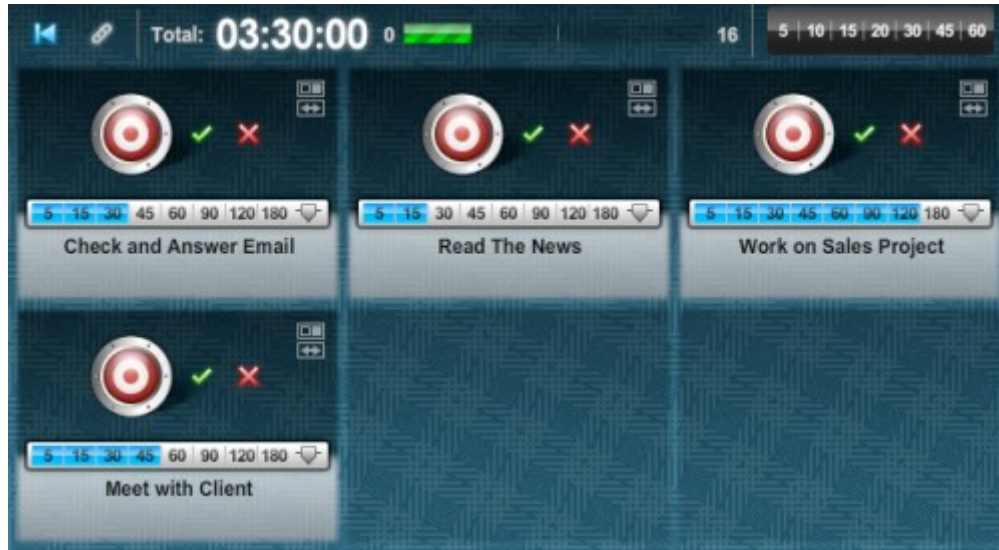 Total: 03:30:00 0 16 5 10 15 20 30 45 60
5 15 30 45 60 90 120 180
Check and Answer Email
5 15 30 45 60 90 120 180
Read The News
5 15 30 45 60 90 120 180
Work on Sales Project
5 15 30 45 60 90 120 180
Meet with Client